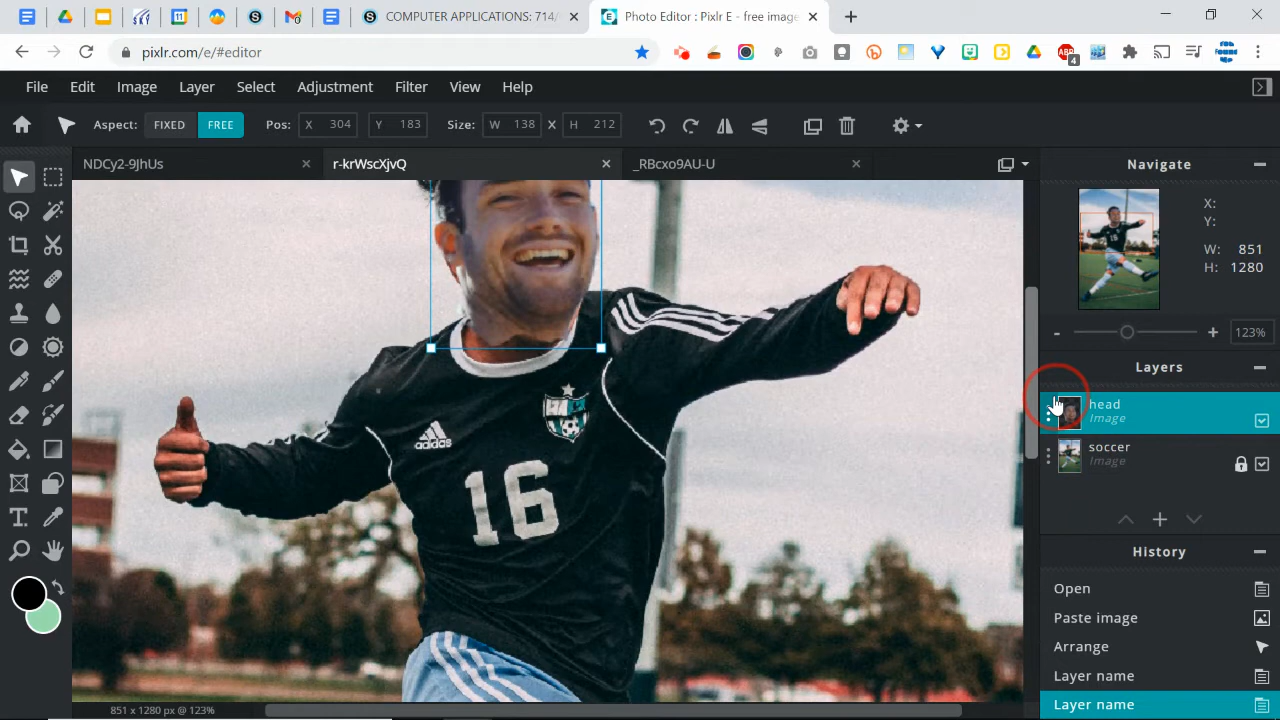 COMPUTER APPLICATIONS: 114/
Photo Editor : Pixlr E - free image
pixlr.com/e/#editor
File Edit Image Layer Select Adjustment Filter View Help
Aspect: FIXED FREE Pos: X 304 Y 183 Size: W 138 X H 212
NDCy2-9JhUs r-krWscXjvQ _RBcxo9AU-U
Navigate
X:
Y:
W: 851
H: 1280
- + 123%
Layers
head
Image
soccer
Image
adidas
16
History
Open
Paste image
Arrange
Layer name
Layer name
851 x 1280 px @ 123%